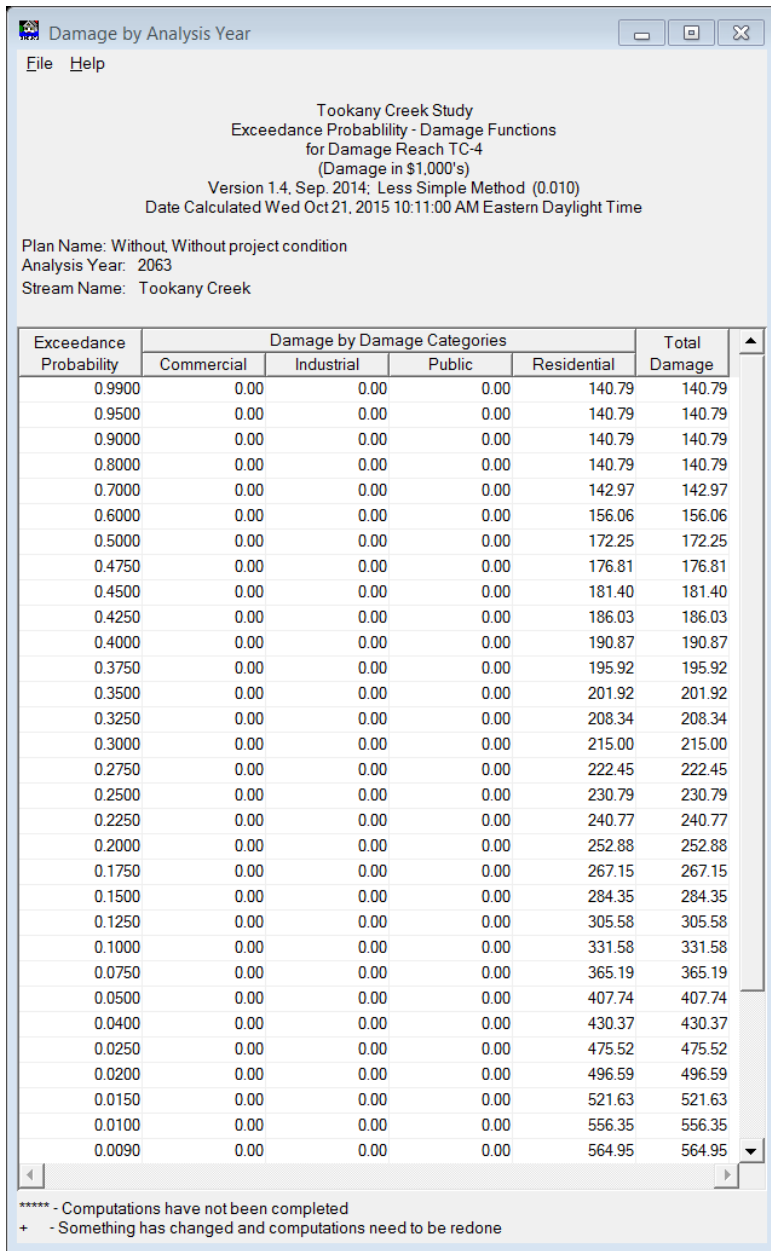 Damage by Analysis Year
File Help
Tookany Creek Study
Exceedance Probablility - Damage Functions
for Damage Reach TC-4
(Damage in $1,000's)
Version 1.4, Sep. 2014; Less Simple Method (0.010)
Date Calculated Wed Oct 21, 2015 10:11:00 AM Eastern Daylight Time
Plan Name: Without, Without project condition
Analysis Year: 2063
Stream Name: Tookany Creek
Exceedance Damage by Damage Categories Total
Probability Commercial Industrial Public Residential Damage
0.9900 0.00 0.00 0.00 140.79 140.79
0.9500 0.00 0.00 0.00 140.79 140.79
0.9000 0.00 0.00 0.00 140.79 140.79
0.8000 0.00 0.00 0.00 140.79 140.79
0.7000 0.00 0.00 0.00 142.97 142.97
0.6000 0.00 0.00 0.00 156.06 156.06
0.5000 0.00 0.00 0.00 172.25 172.25
0.4750 0.00 0.00 0.00 176.81 176.81
0.4500 0.00 0.00 0.00 181.40 181.40
0.4250 0.00 0.00 0.00 186.03 186.03
0.4000 0.00 0.00 0.00 190.87 190.87
0.3750 0.00 0.00 0.00 195.92 195.92
0.3500 0.00 0.00 0.00 201.92 201.92
0.3250 0.00 0.00 0.00 208.34 208.34
0.3000 0.00 0.00 0.00 215.00 215.00
0.2750 0.00 0.00 0.00 222.45 222.45
0.2500 0.00 0.00 0.00 230.79 230.79
0.2250 0.00 0.00 0.00 240.77 240.77
0.2000 0.00 0.00 0.00 252.88 252.88
0.1750 0.00 0.00 0.00 267.15 267.15
0.1500 0.00 0.00 0.00 284.35 284.35
0.1250 0.00 0.00 0.00 305.58 305.58
0.1000 0.00 0.00 0.00 331.58 331.58
0.0750 0.00 0.00 0.00 365.19 365.19
0.0500 0.00 0.00 0.00 407.74 407.74
0.0400 0.00 0.00 0.00 430.37 430.37
0.0250 0.00 0.00 0.00 475.52 475.52
0.0200 0.00 0.00 0.00 496.59 496.59
0.0150 0.00 0.00 0.00 521.63 521.63
0.0100 0.00 0.00 0.00 556.35 556.35
0.0090 0.00 0.00 0.00 564.95 564.95
***** - Computations have not been completed
+ - Something has changed and computations need to be redone